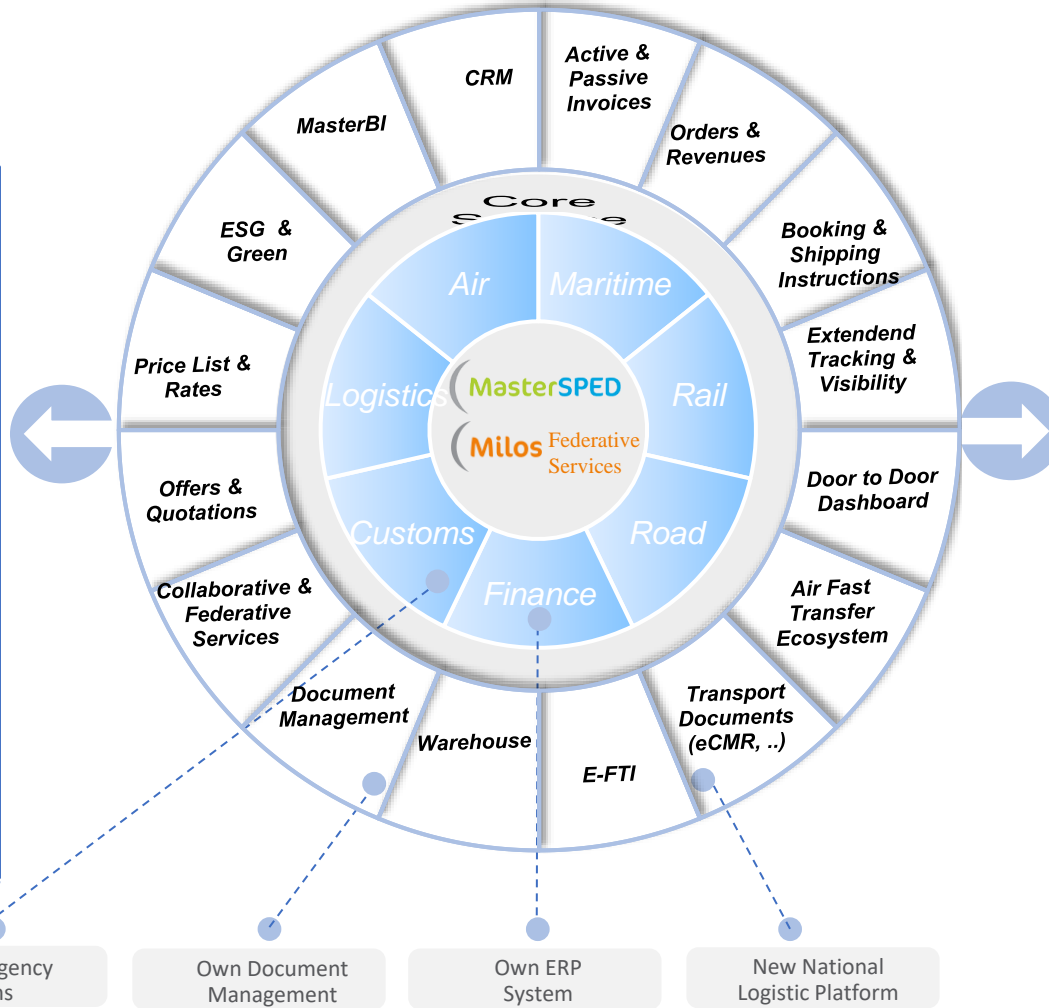 CRM
Active &
Passive
Invoices
MasterBI
Orders &
Revenues
ESG &
Green
Booking &
Shipping
Instructions
Price List &
Rates
Extendend
Tracking &
Visibility
Offers &
Quotations
Door to Door
Dashboard
Collaborative &
Federative
Services
Air Fast
Transfer
Ecosystem
Document
Management
Warehouse
E-FTI
Transport
Documents
(eCMR, ..)
Core
Air
Maritime
Logistics
Rail
Customs
Road
Finance
MasterSPED
Milos Federative
Services
Own Document
Management
Own ERP
System
New National
Logistic Platform